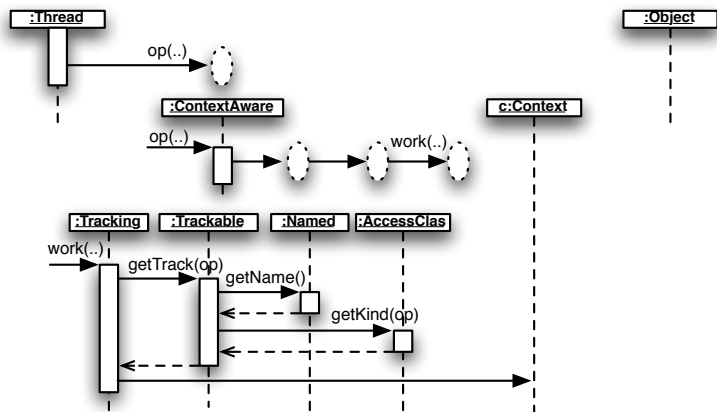 :Thread
:Object
op(..)
:ContextAware
c:Context
op(..)
work(..)
:Tracking
:Trackable
:Named
:AccessClas
work(..)
getTrack(op)
getName()
getKind(op)